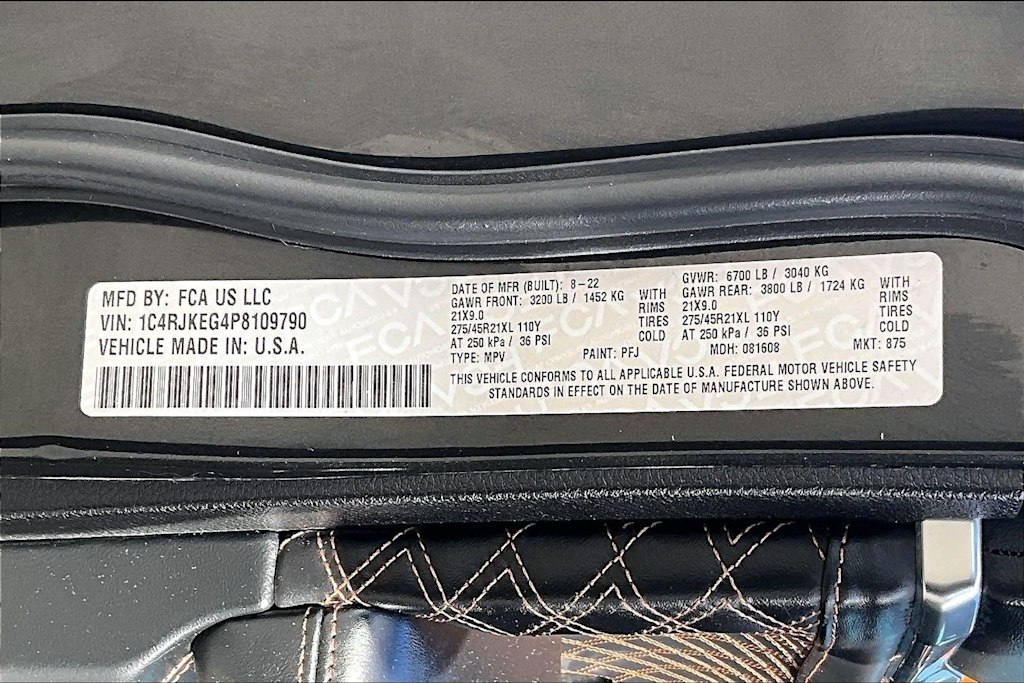 MFD BY: FCA US LLC
VIN: 1C4RJKEG4P8109790
VEHICLE MADE IN: U.S.A.
DATE OF MFR (BUILT): 8-22
GAWR FRONT: 3200 LB / 1452 KG
21X9.0
275/45R21XL 110Y
AT 250 kPa / 36 PSI
WITH
RIMS
TIRES
COLD
TYPE: MPV
PAINT: PFJ
GVWR: 6700 LB / 3040 KG
GAWR REAR: 3800 LB / 1724 KG
21X9.0
275/45R21XL 110Y
AT 250 kPa / 36 PSI
WITH
RIMS
TIRES
COLD
MDH: 081608
MKT: 875
THIS VEHICLE CONFORMS TO ALL APPLICABLE U.S.A. FEDERAL MOTOR VEHICLE SAFETY
STANDARDS IN EFFECT ON THE DATE OF MANUFACTURE SHOWN ABOVE.